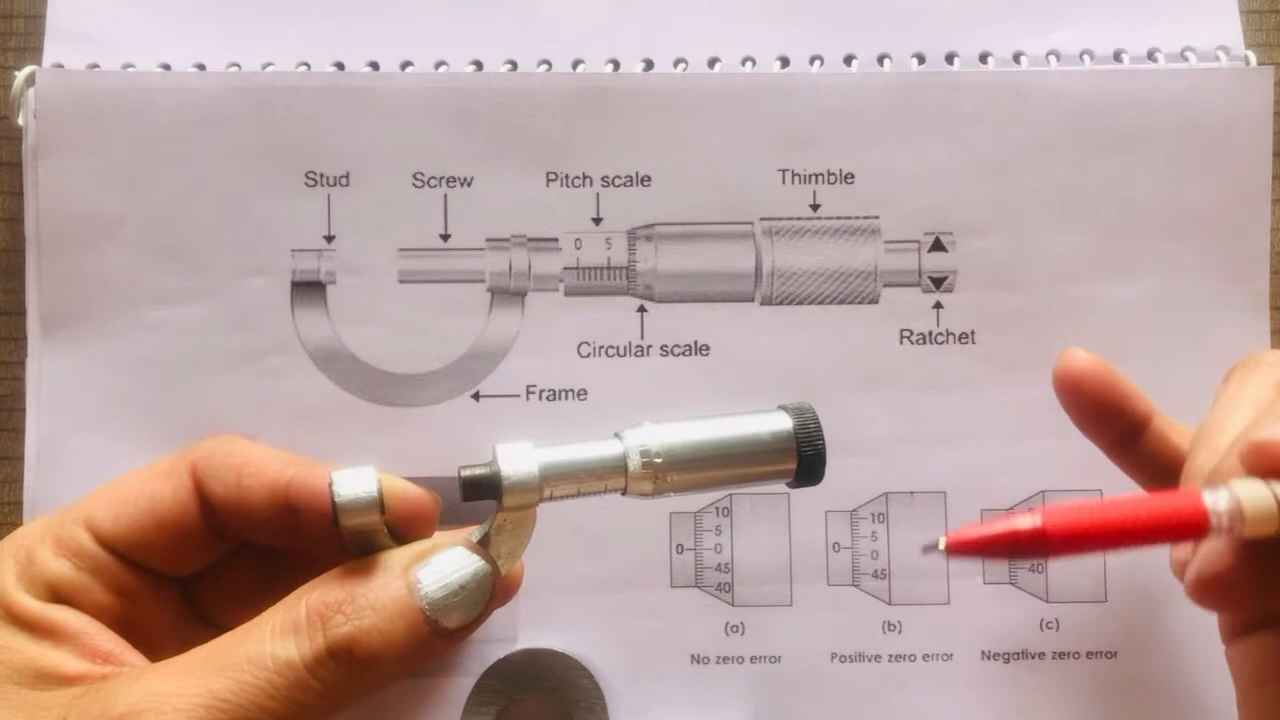 Stud
Screw
Pitch scale
Thimble
0 5
Circular scale
Ratchet
Frame
10
5
0 0
45
40
10
5
0 0
45
40
(a)
(b)
(c)
No zero error
Positive zero error
Negative zero error